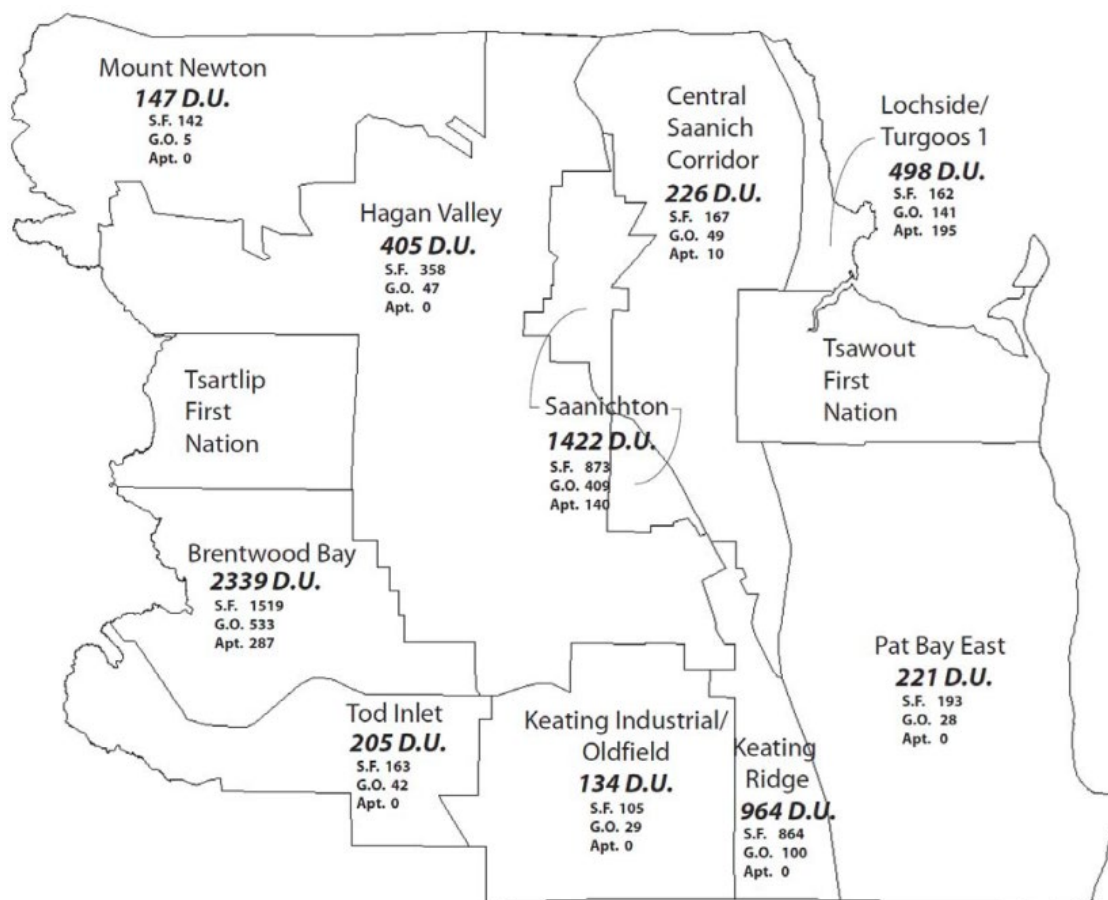 Mount Newton
147 D.U.
S.F. 142
G.O. 5
Apt. 0
Central
Saanich
Corridor
226 D.U.
S.F. 167
G.O. 49
Apt. 10
Lochside/
Turgoos 1
498 D.U.
S.F. 162
G.O. 141
Apt. 195
Hagan Valley
405 D.U.
S.F. 358
G.O. 47
Apt. 0
Tsartlip
First
Nation
Tsawout
First
Nation
Saanichton
1422 D.U.
S.F. 873
G.O. 409
Apt. 140
Brentwood Bay
2339 D.U.
S.F. 1519
G.O. 533
Apt. 287
Pat Bay East
221 D.U.
S.F. 193
G.O. 28
Apt. 0
Tod Inlet
205 D.U.
S.F. 163
G.O. 42
Apt. 0
Keating Industrial/
Oldfield
134 D.U.
S.F. 105
G.O. 29
Apt. 0
Keating
Ridge
964 D.U.
S.F. 864
G.O. 100
Apt. 0